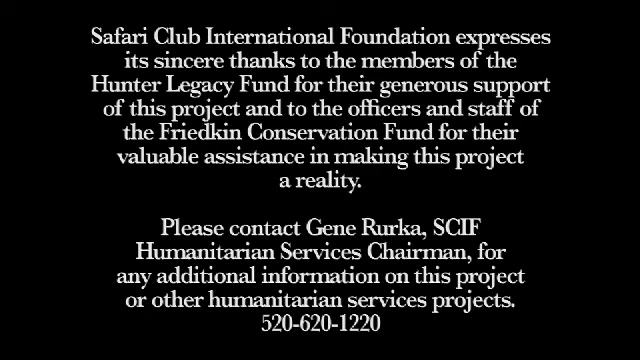 Safari Club International Foundation expresses
its sincere thanks to the members of the
Hunter Legacy Fund for their generous support
of this project and to the officers and staff of
the Friedkin Conservation Fund for their
valuable assistance in making this project
a reality.
Please contact Gene Rurka, SCIF
Humanitarian Services Chairman, for
any additional information on this project
or other humanitarian services projects.
520-620-1220